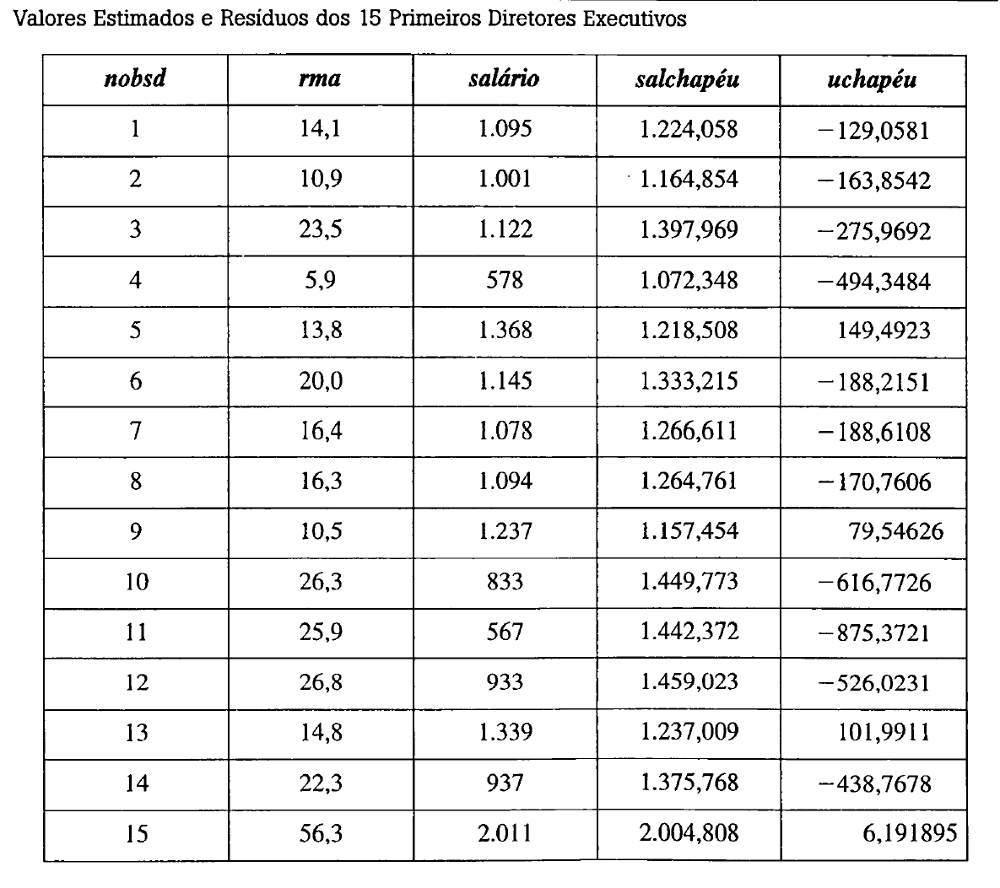 Valores Estimados e Resíduos dos 15 Primeiros Diretores Executivos
nobsd rma salário salchapéu uchapéu
1 14,1 1.095 1.224,058 −129,0581
2 10,9 1.001 1.164,854 −163,8542
3 23,5 1.122 1.397,969 −275,9692
4 5,9 578 1.072,348 −494,3484
5 13,8 1.368 1.218,508 149,4923
6 20,0 1.145 1.333,215 −188,2151
7 16,4 1.078 1.266,611 −188,6108
8 16,3 1.094 1.264,761 −170,7606
9 10,5 1.237 1.157,454 79,54626
10 26,3 833 1.449,773 −616,7726
11 25,9 567 1.442,372 −875,3721
12 26,8 933 1.459,023 −526,0231
13 14,8 1.339 1.237,009 101,9911
14 22,3 937 1.375,768 −438,7678
15 56,3 2.011 2.004,808 6,191895